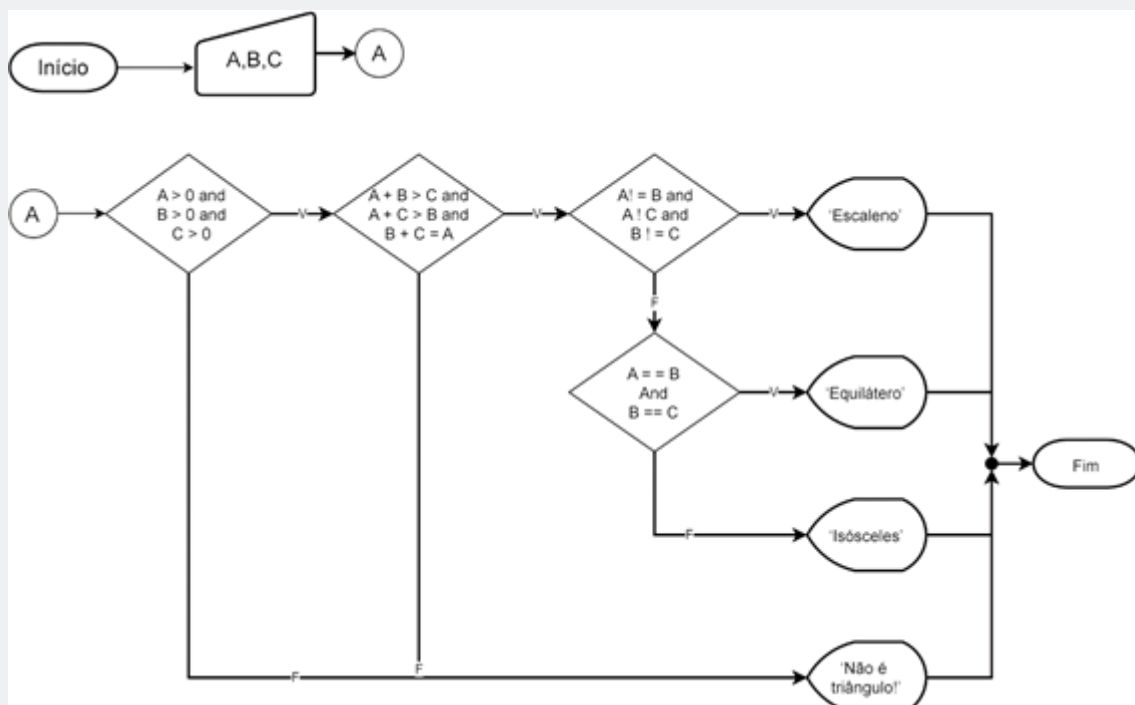 Início
A,B,C
A
A
A > 0 and
B > 0 and
C > 0
V
A + B > C and
A + C > B and
B + C = A
V
A! = B and
A ! C and
B ! = C
V
'Escaleno'
F
A = = B
And
B == C
V
'Equilátero'
Fim
F
'Isósceles'
F
F
'Não é
triângulo!'